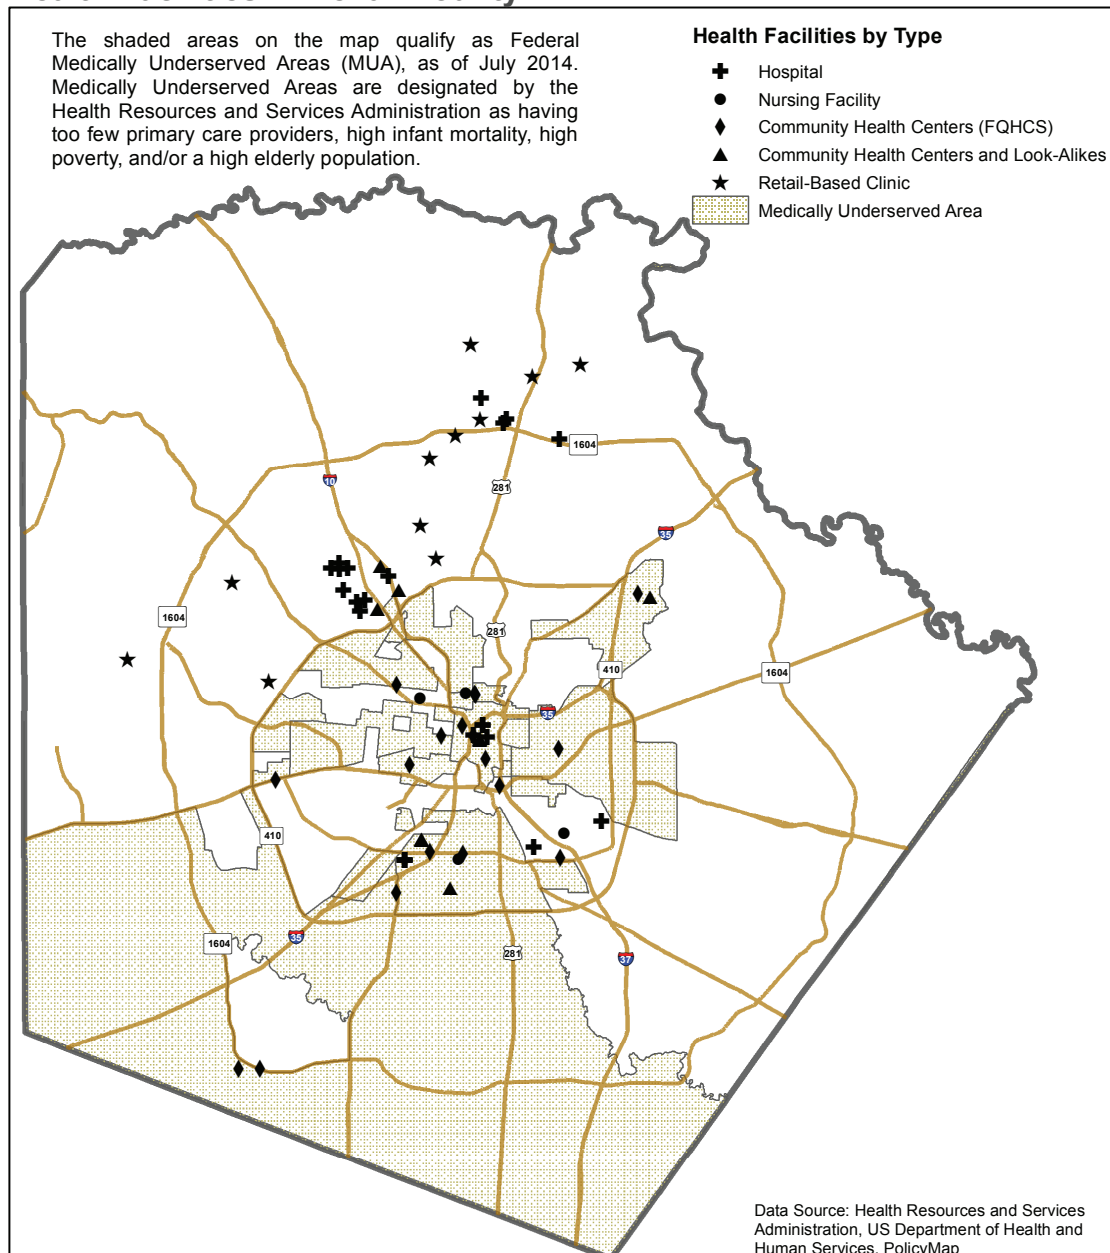 The shaded areas on the map qualify as Federal
Medically Underserved Areas (MUA), as of July 2014.
Medically Underserved Areas are designated by the
Health Resources and Services Administration as having
too few primary care providers, high infant mortality, high
poverty, and/or a high elderly population.
Health Facilities by Type
Hospital
Nursing Facility
Community Health Centers (FQHCS)
Community Health Centers and Look-Alikes
Retail-Based Clinic
Medically Underserved Area
1604
10
281
35
1604
281
410
1604
35
410
1604
35
281
37
Data Source: Health Resources and Services
Administration, US Department of Health and
Human Services, PolicyMap